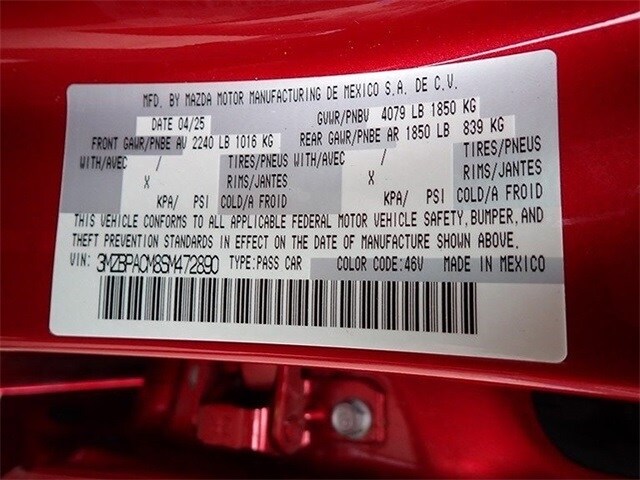 MFD. BY MAZDA MOTOR MANUFACTURING DE MEXICO S.A. DE C.V.
DATE 04/25 GVWR/PNBV 4079 LB 1850 KG
FRONT GAWR/PNBE AV 2240 LB 1016 KG REAR GAWR/PNBE AR 1850 LB 839 KG
WITH/AVEC / TIRES/PNEUS WITH/AVEC / TIRES/PNEUS
X RIMS/JANTES X RIMS/JANTES
KPA/ PSI COLD/A FROID KPA/ PSI COLD/A FROID
THIS VEHICLE CONFORMS TO ALL APPLICABLE FEDERAL MOTOR VEHICLE SAFETY, BUMPER, AND
THEFT PREVENTION STANDARDS IN EFFECT ON THE DATE OF MANUFACTURE SHOWN ABOVE.
VIN: 3MZBPACM8SM472890 TYPE:PASS CAR COLOR CODE:46V MADE IN MEXICO